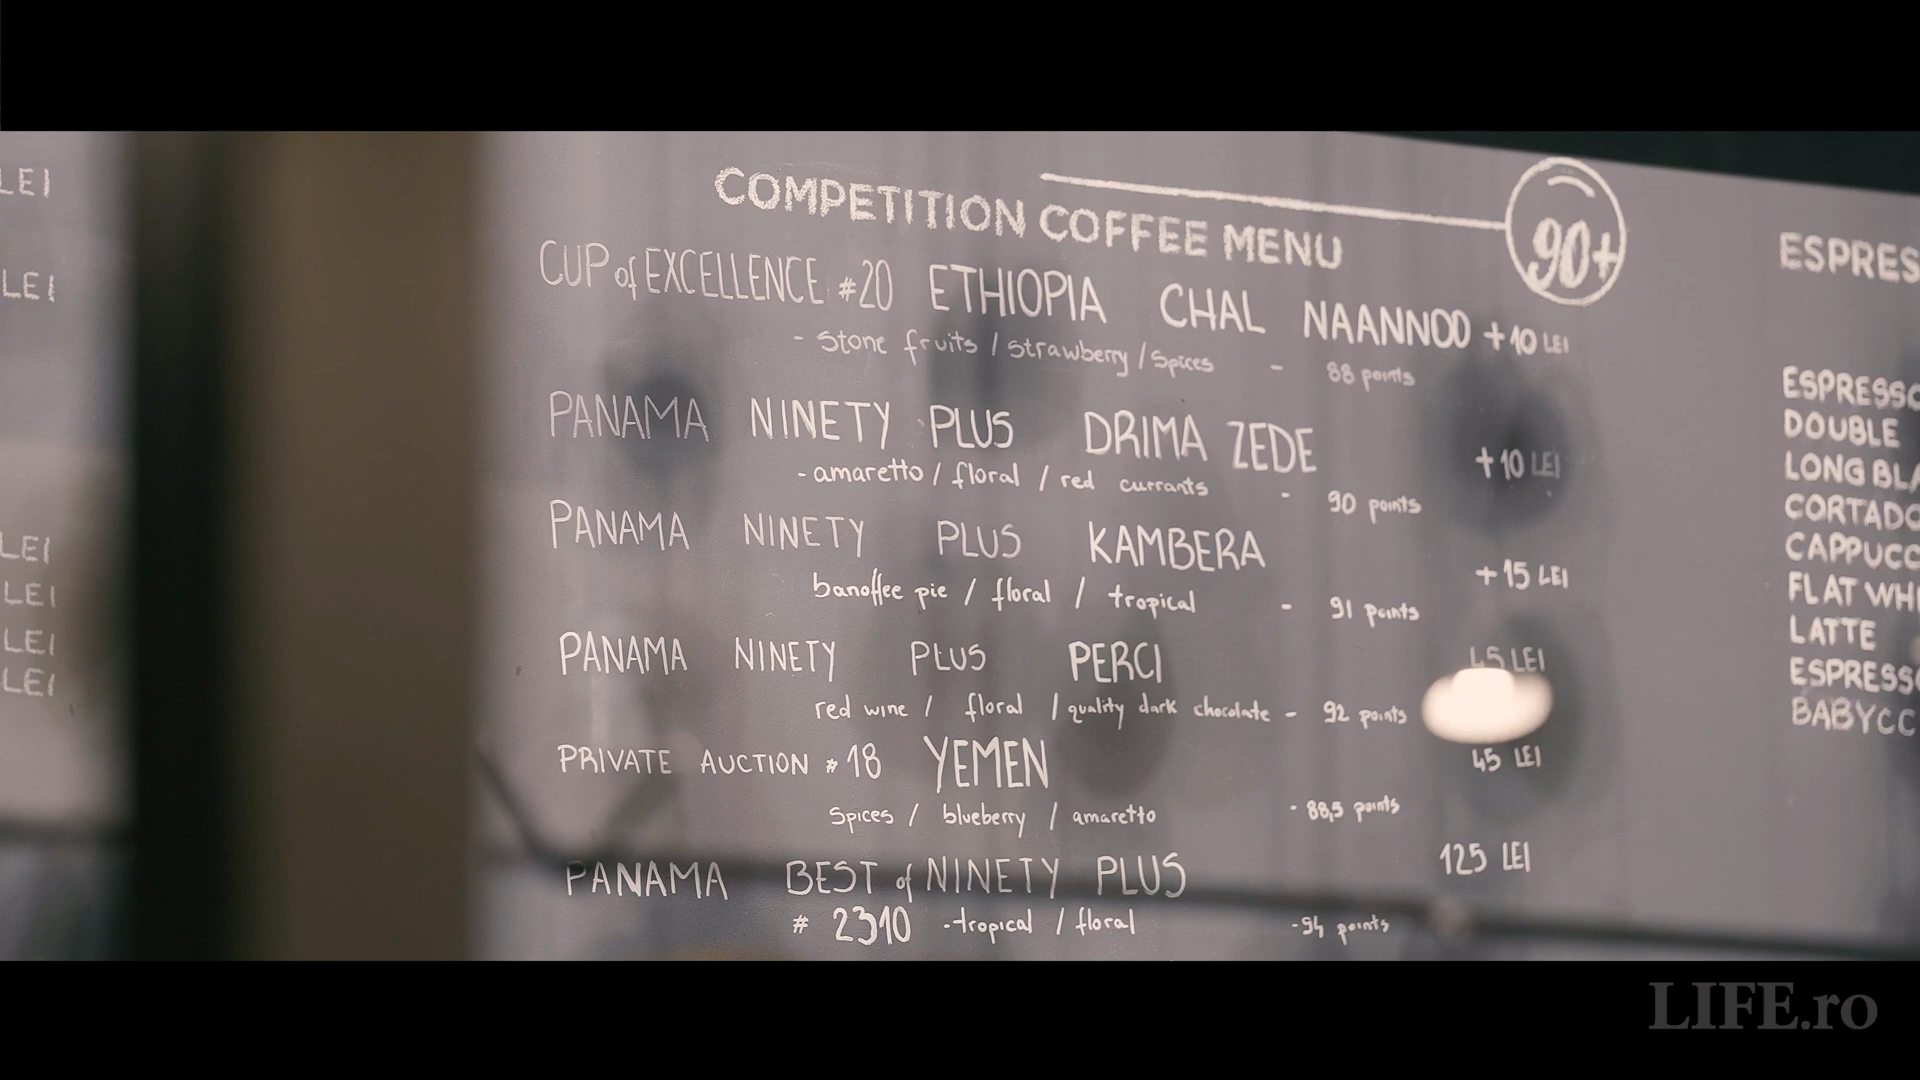 LEI
LEI
LEI
LEI
LEI
LEI
COMPETITION COFFEE MENU
90+
CUP of EXCELLENCE #20 ETHIOPIA CHAL NAANNOO +10 LEI
- stone fruits / strawberry / spices - 88 points
PANAMA NINETY PLUS DRIMA ZEDE +10 LEI
- amaretto / floral / red currants - 90 points
PANAMA NINETY PLUS KAMBERA +15 LEI
banoffee pie / floral / tropical - 91 points
PANAMA NINETY PLUS PERCI 45 LEI
red wine / floral / quality dark chocolate - 92 points
PRIVATE AUCTION #18 YEMEN 45 LEI
spices / blueberry / amaretto - 88,5 points
PANAMA BEST of NINETY PLUS 125 LEI
# 2310 - tropical / floral - 94 points
ESPRES
ESPRESSO
DOUBLE
LONG BLA
CORTADO
CAPPUCC
FLAT WHI
LATTE
ESPRESSO
BABYCC
LIFE.ro